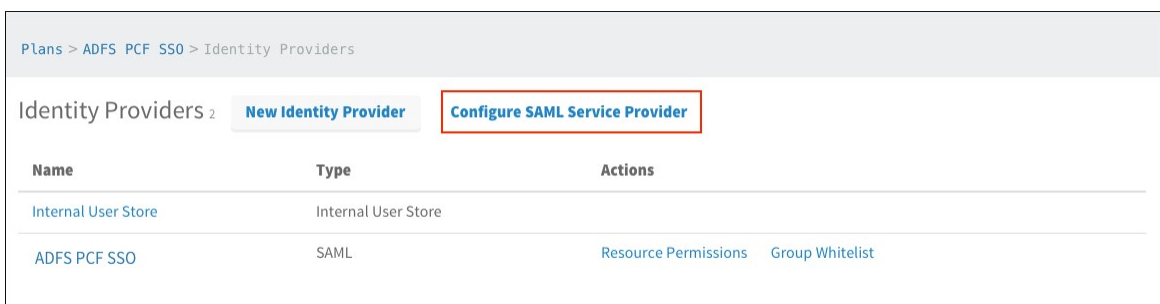 Plans > ADFS PCF SSO > Identity Providers
Identity Providers 2 New Identity Provider Configure SAML Service Provider
Name Type Actions
Internal User Store Internal User Store
ADFS PCF SSO SAML Resource Permissions Group Whitelist